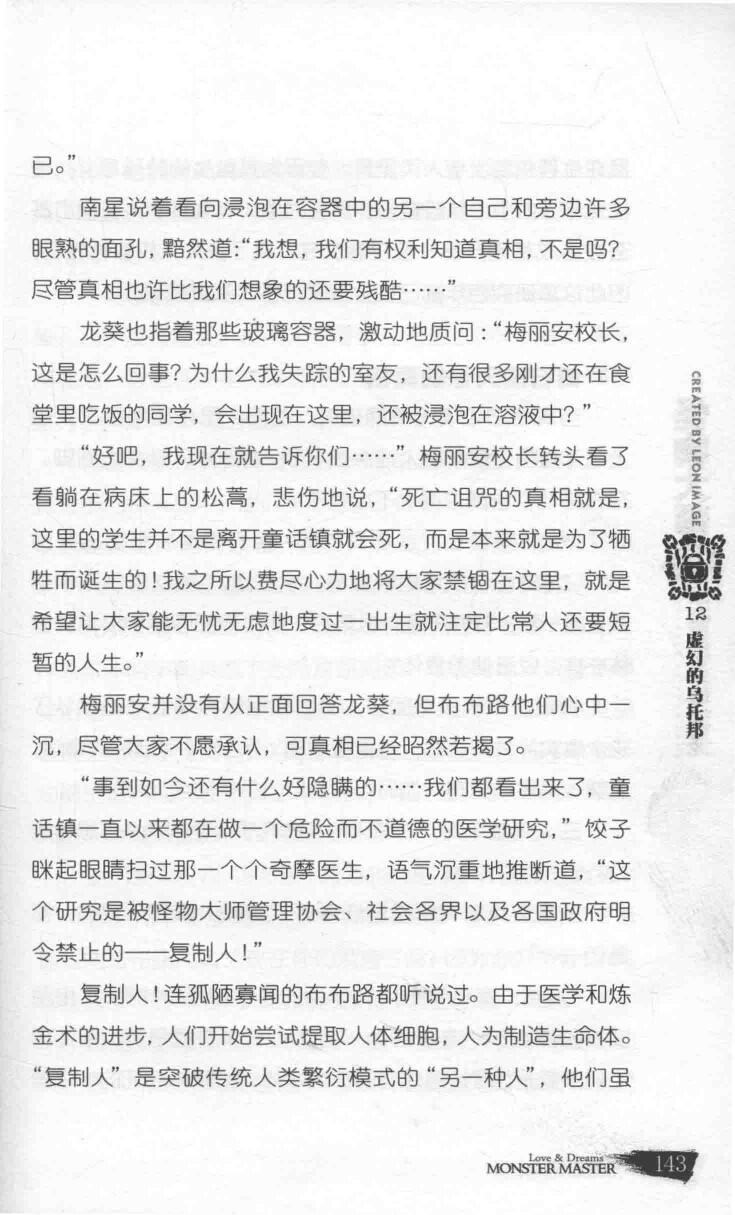 已。”
南星说着看向浸泡在容器中的另一个自己和旁边许多
眼熟的面孔，黯然道：“我想，我们有权利知道真相，不是吗？
尽管真相也许比我们想象的还要残酷……”
龙葵也指着那些玻璃容器，激动地质问：“梅丽安校长，
这是怎么回事？为什么我失踪的室友，还有很多刚才还在食
堂里吃饭的同学，会出现在这里，还被浸泡在溶液中？”
“好吧，我现在就告诉你们……”梅丽安校长转头看了
看躺在病床上的松蒿，悲伤地说，“死亡诅咒的真相就是，
这里的学生并不是离开童话镇就会死，而是本来就是为了牺
牲而诞生的！我之所以费尽心力地将大家禁锢在这里，就是
希望让大家能无忧无虑地度过一出生就注定比常人还要短
暂的人生。”
梅丽安并没有从正面回答龙葵，但布布路他们心中一
沉，尽管大家不愿承认，可真相已经昭然若揭了。
“事到如今还有什么好隐瞒的……我们都看出来了，童
话镇一直以来都在做一个危险而不道德的医学研究，”饺子
眯起眼睛扫过那一个个奇摩医生，语气沉重地推断道，“这
个研究是被怪物大师管理协会、社会各界以及各国政府明
令禁止的——复制人！”
复制人！连孤陋寡闻的布布路都听说过。由于医学和炼
金术的进步，人们开始尝试提取人体细胞，人为制造生命体。
“复制人”是突破传统人类繁衍模式的“另一种人”，他们虽
CREATED BY LEON IMAGE
12 虚幻的乌托邦
Love & Dreams
MONSTER MASTER 143